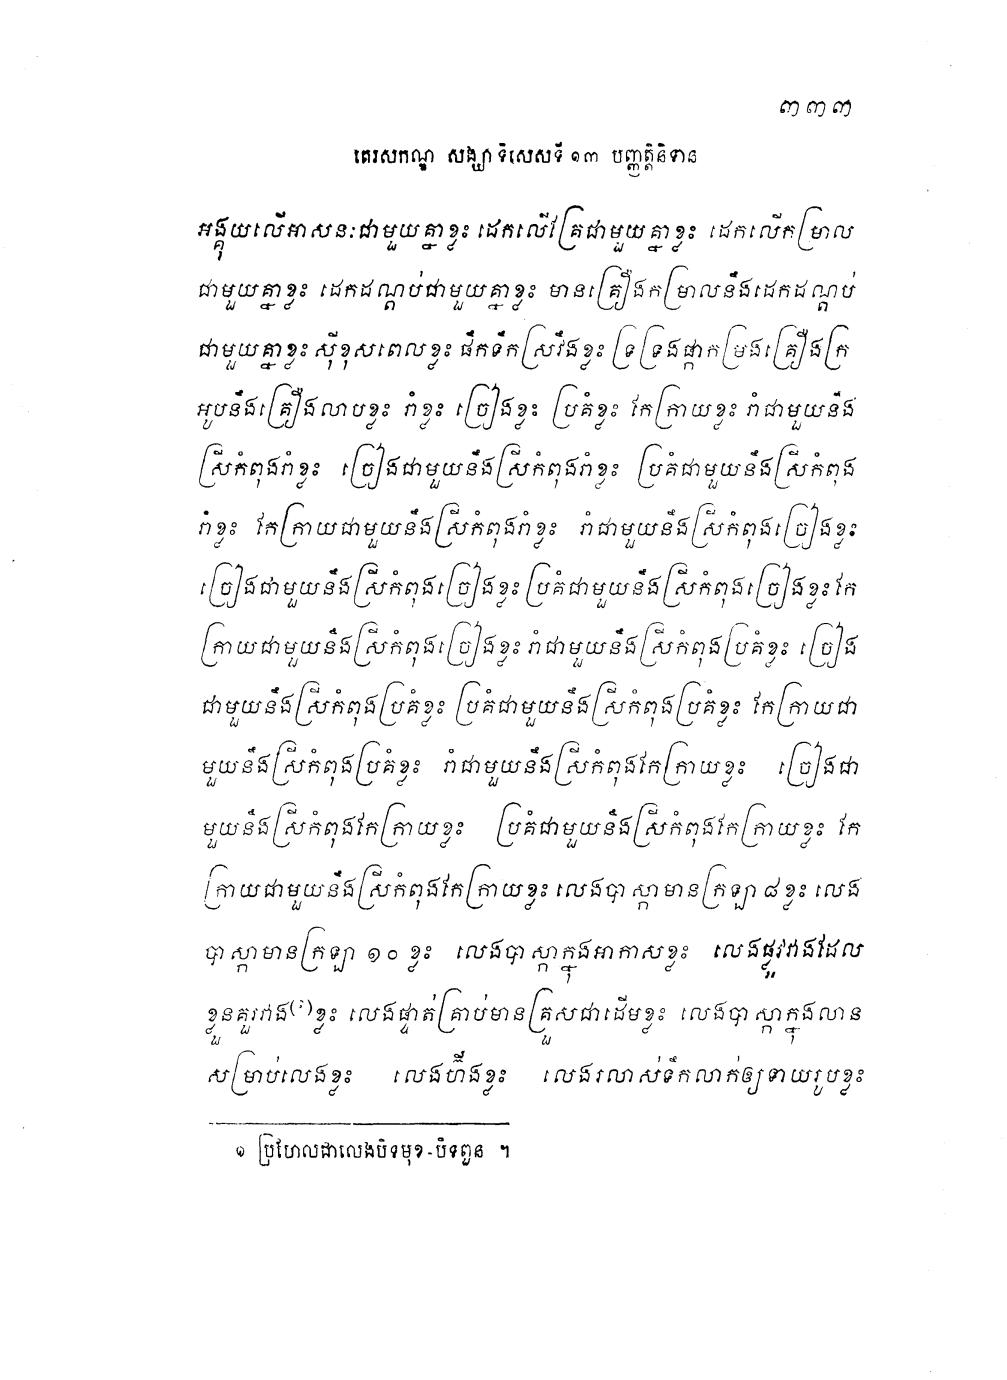 ៣៣៣
តេរសកណ្ឌ សង្ឃាទិសេសទី ១៣ បញ្ញត្តិនិទាន
អង្គុយលើអាសនៈជាមួយគ្នាខ្លះ ដេកលើគ្រែជាមួយគ្នាខ្លះ ដេកលើកម្រាល
ជាមួយគ្នាខ្លះ ដេកដណ្តប់ជាមួយគ្នាខ្លះ មានគ្រឿងកម្រាលនឹងដេកដណ្តប់
ជាមួយគ្នាខ្លះ ស៊ីខុសពេលខ្លះ ផឹកទឹកស្រវឹងខ្លះ ទ្រទ្រង់ផ្កាកម្រងគ្រឿងក្រ
អូបនឹងគ្រឿងលាបខ្លះ រាំខ្លះ ច្រៀងខ្លះ ប្រគំខ្លះ កែក្រាយខ្លះ រាំជាមួយនឹង
ស្រីកំពុងរាំខ្លះ ច្រៀងជាមួយនឹងស្រីកំពុងរាំខ្លះ ប្រគំជាមួយនឹងស្រីកំពុង
រាំខ្លះ កែក្រាយជាមួយនឹងស្រីកំពុងរាំខ្លះ រាំជាមួយនឹងស្រីកំពុងច្រៀងខ្លះ
ច្រៀងជាមួយនឹងស្រីកំពុងច្រៀងខ្លះ ប្រគំជាមួយនឹងស្រីកំពុងច្រៀងខ្លះ កែ
ក្រាយជាមួយនឹងស្រីកំពុងច្រៀងខ្លះ រាំជាមួយនឹងស្រីកំពុងប្រគំខ្លះ ច្រៀង
ជាមួយនឹងស្រីកំពុងប្រគំខ្លះ ប្រគំជាមួយនឹងស្រីកំពុងប្រគំខ្លះ កែក្រាយជា
មួយនឹងស្រីកំពុងប្រគំខ្លះ រាំជាមួយនឹងស្រីកំពុងកែក្រាយខ្លះ ច្រៀងជា
មួយនឹងស្រីកំពុងកែក្រាយខ្លះ ប្រគំជាមួយនឹងស្រីកំពុងកែក្រាយខ្លះ កែ
ក្រាយជាមួយនឹងស្រីកំពុងកែក្រាយខ្លះ លេងបាស្កាមានក្រឡា ៨ ខ្លះ លេង
បាស្កាមានក្រឡា ១០ ខ្លះ លេងបាស្កាក្នុងអាកាសខ្លះ លេងផ្លូវវាងដែល
ខ្លួនគួរវាង(១)ខ្លះ លេងផ្ទាត់គ្រាប់មានគ្រួសជាដើមខ្លះ លេងបាស្កាក្នុងលាន
សម្រាប់លេងខ្លះ លេងហ៊ឹងខ្លះ លេងរលាស់ទឹកលាក់ឲ្យទាយរូបខ្លះ
១ ប្រហែលជាលេងបិទមុខ-បិទពួន ។